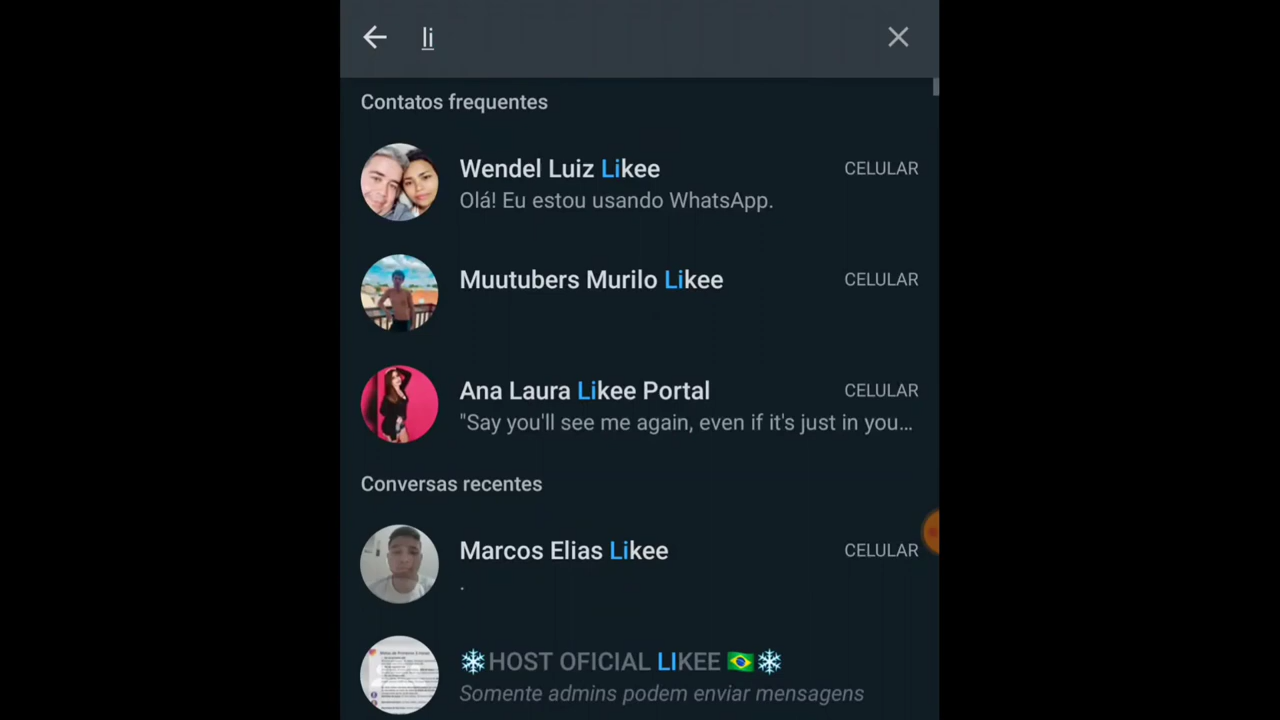 li
Contatos frequentes
Wendel Luiz Likee CELULAR
Olá! Eu estou usando WhatsApp.
Muutubers Murilo Likee CELULAR
Ana Laura Likee Portal CELULAR
"Say you'll see me again, even if it's just in you...
Conversas recentes
Marcos Elias Likee CELULAR
.
❄HOST OFICIAL LIKEE 🇧🇷❄
Somente admins podem enviar mensagens